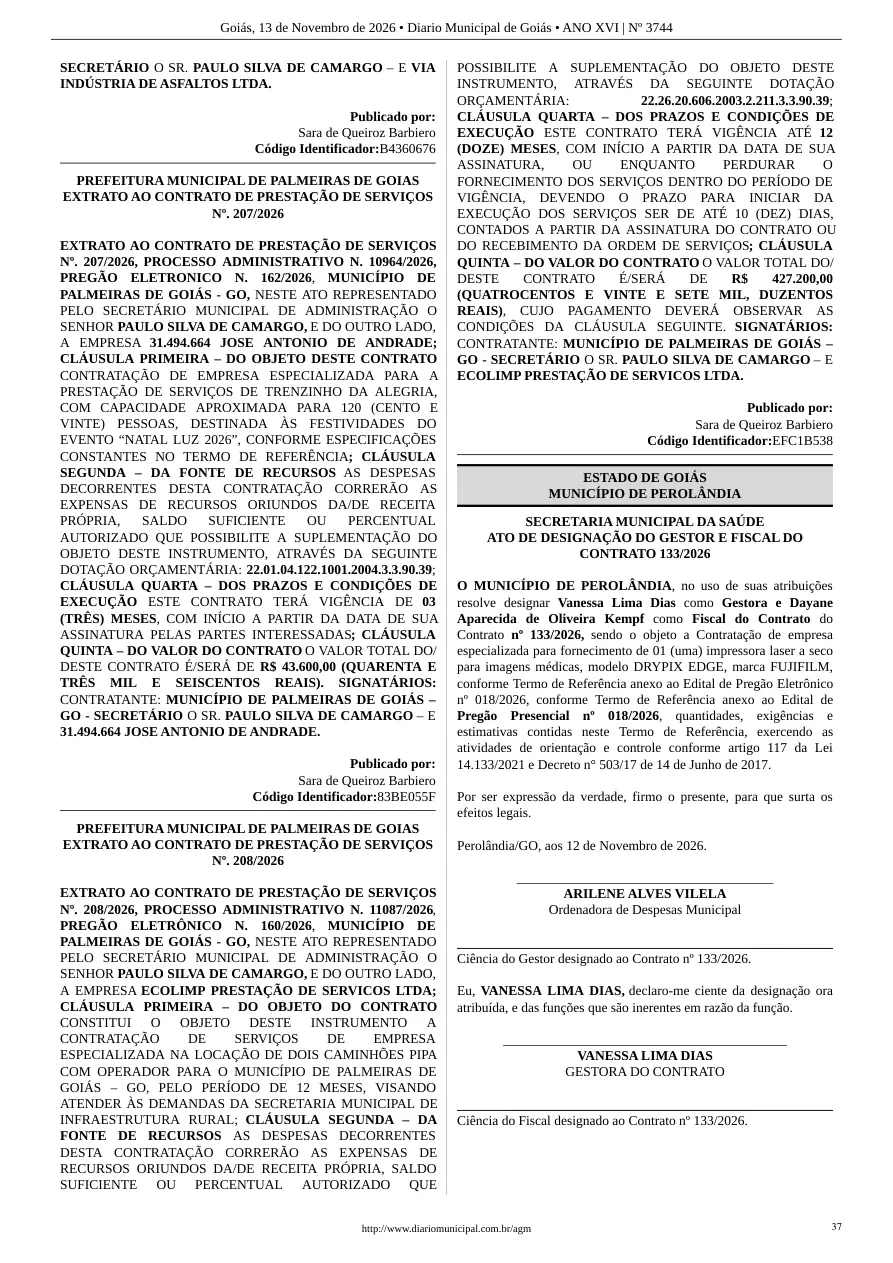 Goiás, 13 de Novembro de 2026 • Diario Municipal de Goiás • ANO XVI | Nº 3744
SECRETÁRIO O SR. PAULO SILVA DE CAMARGO – E VIA
INDÚSTRIA DE ASFALTOS LTDA.
Publicado por:
Sara de Queiroz Barbiero
Código Identificador:B4360676
PREFEITURA MUNICIPAL DE PALMEIRAS DE GOIAS
EXTRATO AO CONTRATO DE PRESTAÇÃO DE SERVIÇOS
Nº. 207/2026
EXTRATO AO CONTRATO DE PRESTAÇÃO DE SERVIÇOS
Nº. 207/2026, PROCESSO ADMINISTRATIVO N. 10964/2026,
PREGÃO ELETRONICO N. 162/2026, MUNICÍPIO DE
PALMEIRAS DE GOIÁS - GO, NESTE ATO REPRESENTADO
PELO SECRETÁRIO MUNICIPAL DE ADMINISTRAÇÃO O
SENHOR PAULO SILVA DE CAMARGO, E DO OUTRO LADO,
A EMPRESA 31.494.664 JOSE ANTONIO DE ANDRADE;
CLÁUSULA PRIMEIRA – DO OBJETO DESTE CONTRATO
CONTRATAÇÃO DE EMPRESA ESPECIALIZADA PARA A
PRESTAÇÃO DE SERVIÇOS DE TRENZINHO DA ALEGRIA,
COM CAPACIDADE APROXIMADA PARA 120 (CENTO E
VINTE) PESSOAS, DESTINADA ÀS FESTIVIDADES DO
EVENTO “NATAL LUZ 2026”, CONFORME ESPECIFICAÇÕES
CONSTANTES NO TERMO DE REFERÊNCIA; CLÁUSULA
SEGUNDA – DA FONTE DE RECURSOS AS DESPESAS
DECORRENTES DESTA CONTRATAÇÃO CORRERÃO AS
EXPENSAS DE RECURSOS ORIUNDOS DA/DE RECEITA
PRÓPRIA, SALDO SUFICIENTE OU PERCENTUAL
AUTORIZADO QUE POSSIBILITE A SUPLEMENTAÇÃO DO
OBJETO DESTE INSTRUMENTO, ATRAVÉS DA SEGUINTE
DOTAÇÃO ORÇAMENTÁRIA: 22.01.04.122.1001.2004.3.3.90.39;
CLÁUSULA QUARTA – DOS PRAZOS E CONDIÇÕES DE
EXECUÇÃO ESTE CONTRATO TERÁ VIGÊNCIA DE 03
(TRÊS) MESES, COM INÍCIO A PARTIR DA DATA DE SUA
ASSINATURA PELAS PARTES INTERESSADAS; CLÁUSULA
QUINTA – DO VALOR DO CONTRATO O VALOR TOTAL DO/
DESTE CONTRATO É/SERÁ DE R$ 43.600,00 (QUARENTA E
TRÊS MIL E SEISCENTOS REAIS). SIGNATÁRIOS:
CONTRATANTE: MUNICÍPIO DE PALMEIRAS DE GOIÁS –
GO - SECRETÁRIO O SR. PAULO SILVA DE CAMARGO – E
31.494.664 JOSE ANTONIO DE ANDRADE.
Publicado por:
Sara de Queiroz Barbiero
Código Identificador:83BE055F
PREFEITURA MUNICIPAL DE PALMEIRAS DE GOIAS
EXTRATO AO CONTRATO DE PRESTAÇÃO DE SERVIÇOS
Nº. 208/2026
EXTRATO AO CONTRATO DE PRESTAÇÃO DE SERVIÇOS
Nº. 208/2026, PROCESSO ADMINISTRATIVO N. 11087/2026,
PREGÃO ELETRÔNICO N. 160/2026, MUNICÍPIO DE
PALMEIRAS DE GOIÁS - GO, NESTE ATO REPRESENTADO
PELO SECRETÁRIO MUNICIPAL DE ADMINISTRAÇÃO O
SENHOR PAULO SILVA DE CAMARGO, E DO OUTRO LADO,
A EMPRESA ECOLIMP PRESTAÇÃO DE SERVICOS LTDA;
CLÁUSULA PRIMEIRA – DO OBJETO DO CONTRATO
CONSTITUI O OBJETO DESTE INSTRUMENTO A
CONTRATAÇÃO DE SERVIÇOS DE EMPRESA
ESPECIALIZADA NA LOCAÇÃO DE DOIS CAMINHÕES PIPA
COM OPERADOR PARA O MUNICÍPIO DE PALMEIRAS DE
GOIÁS – GO, PELO PERÍODO DE 12 MESES, VISANDO
ATENDER ÀS DEMANDAS DA SECRETARIA MUNICIPAL DE
INFRAESTRUTURA RURAL; CLÁUSULA SEGUNDA – DA
FONTE DE RECURSOS AS DESPESAS DECORRENTES
DESTA CONTRATAÇÃO CORRERÃO AS EXPENSAS DE
RECURSOS ORIUNDOS DA/DE RECEITA PRÓPRIA, SALDO
SUFICIENTE OU PERCENTUAL AUTORIZADO QUE
POSSIBILITE A SUPLEMENTAÇÃO DO OBJETO DESTE
INSTRUMENTO, ATRAVÉS DA SEGUINTE DOTAÇÃO
ORÇAMENTÁRIA: 22.26.20.606.2003.2.211.3.3.90.39;
CLÁUSULA QUARTA – DOS PRAZOS E CONDIÇÕES DE
EXECUÇÃO ESTE CONTRATO TERÁ VIGÊNCIA ATÉ 12
(DOZE) MESES, COM INÍCIO A PARTIR DA DATA DE SUA
ASSINATURA, OU ENQUANTO PERDURAR O
FORNECIMENTO DOS SERVIÇOS DENTRO DO PERÍODO DE
VIGÊNCIA, DEVENDO O PRAZO PARA INICIAR DA
EXECUÇÃO DOS SERVIÇOS SER DE ATÉ 10 (DEZ) DIAS,
CONTADOS A PARTIR DA ASSINATURA DO CONTRATO OU
DO RECEBIMENTO DA ORDEM DE SERVIÇOS; CLÁUSULA
QUINTA – DO VALOR DO CONTRATO O VALOR TOTAL DO/
DESTE CONTRATO É/SERÁ DE R$ 427.200,00
(QUATROCENTOS E VINTE E SETE MIL, DUZENTOS
REAIS), CUJO PAGAMENTO DEVERÁ OBSERVAR AS
CONDIÇÕES DA CLÁUSULA SEGUINTE. SIGNATÁRIOS:
CONTRATANTE: MUNICÍPIO DE PALMEIRAS DE GOIÁS –
GO - SECRETÁRIO O SR. PAULO SILVA DE CAMARGO – E
ECOLIMP PRESTAÇÃO DE SERVICOS LTDA.
Publicado por:
Sara de Queiroz Barbiero
Código Identificador:EFC1B538
ESTADO DE GOIÁS
MUNICÍPIO DE PEROLÂNDIA
SECRETARIA MUNICIPAL DA SAÚDE
ATO DE DESIGNAÇÃO DO GESTOR E FISCAL DO
CONTRATO 133/2026
O MUNICÍPIO DE PEROLÂNDIA, no uso de suas atribuições
resolve designar Vanessa Lima Dias como Gestora e Dayane
Aparecida de Oliveira Kempf como Fiscal do Contrato do
Contrato nº 133/2026, sendo o objeto a Contratação de empresa
especializada para fornecimento de 01 (uma) impressora laser a seco
para imagens médicas, modelo DRYPIX EDGE, marca FUJIFILM,
conforme Termo de Referência anexo ao Edital de Pregão Eletrônico
nº 018/2026, conforme Termo de Referência anexo ao Edital de
Pregão Presencial nº 018/2026, quantidades, exigências e
estimativas contidas neste Termo de Referência, exercendo as
atividades de orientação e controle conforme artigo 117 da Lei
14.133/2021 e Decreto n° 503/17 de 14 de Junho de 2017.
Por ser expressão da verdade, firmo o presente, para que surta os
efeitos legais.
Perolândia/GO, aos 12 de Novembro de 2026.
ARILENE ALVES VILELA
Ordenadora de Despesas Municipal
Ciência do Gestor designado ao Contrato nº 133/2026.
Eu, VANESSA LIMA DIAS, declaro-me ciente da designação ora
atribuída, e das funções que são inerentes em razão da função.
VANESSA LIMA DIAS
GESTORA DO CONTRATO
Ciência do Fiscal designado ao Contrato nº 133/2026.
http://www.diariomunicipal.com.br/agm
37